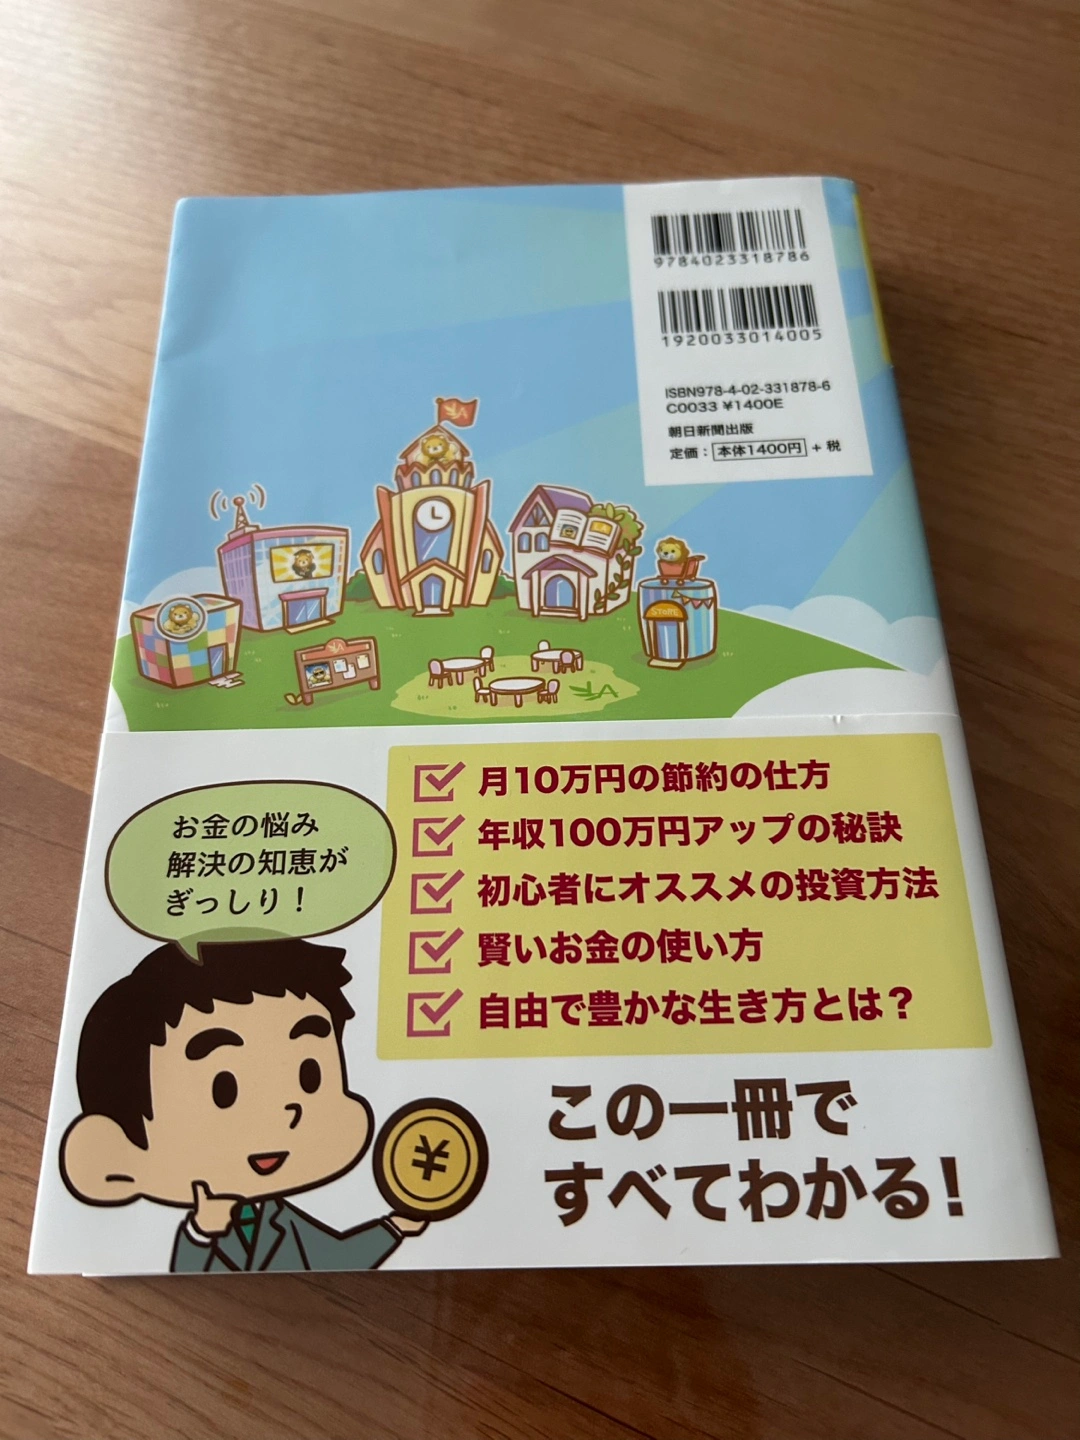 9784023318786
1920033014005
ISBN978-4-02-331878-6
C0033 ¥1400E
朝日新聞出版
定価：本体1400円＋税
STORE
お金の悩み
解決の知恵が
ぎっしり！
月10万円の節約の仕方
年収100万円アップの秘訣
初心者にオススメの投資方法
賢いお金の使い方
自由で豊かな生き方とは？
¥
この一冊で
すべてわかる！